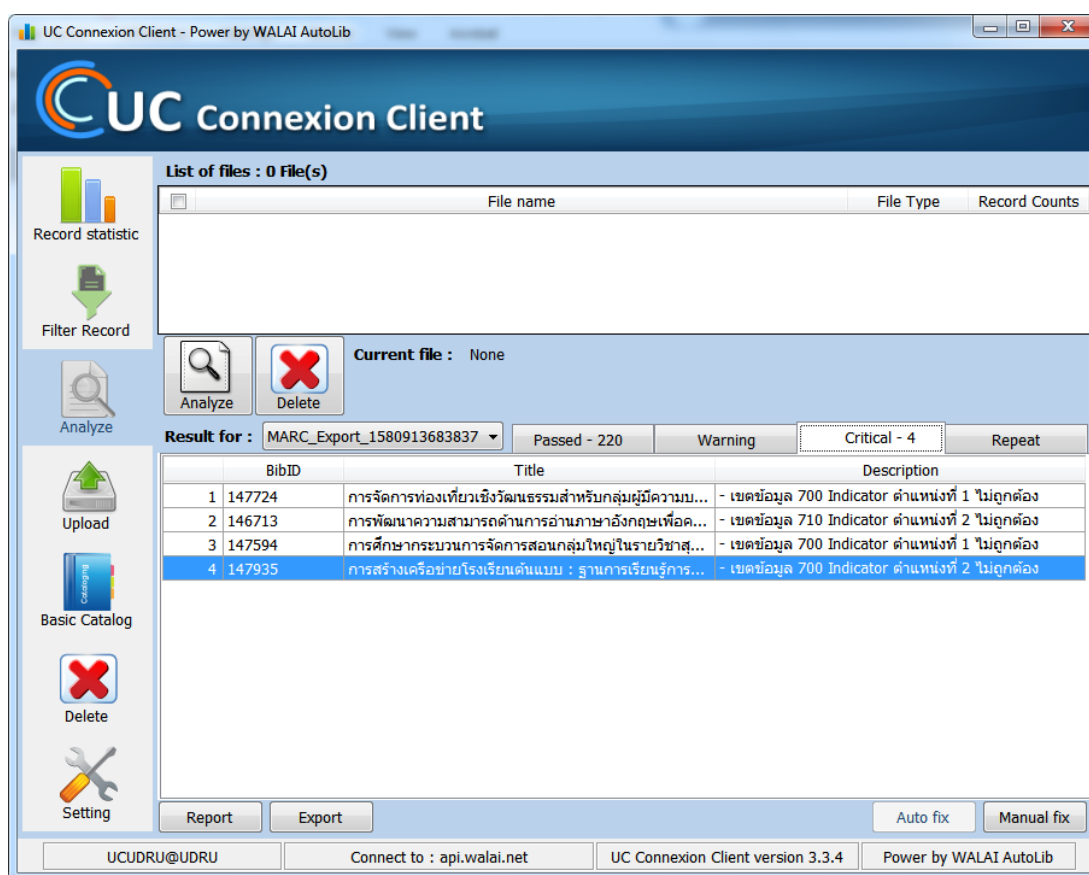 UC Connexion Client - Power by WALAI AutoLib
UC Connexion Client
List of files : 0 File(s)
File name File Type Record Counts
Record statistic
Filter Record
Analyze
Upload
Cataloging
Basic Catalog
Delete
Setting
Analyze Delete
Current file : None
Result for : MARC_Export_1580913683837 Passed - 220 Warning Critical - 4 Repeat
BibID Title Description
1 147724 การจัดการท่องเที่ยวเชิงวัฒนธรรมสำหรับกลุ่มผู้มีความบ... - เขตข้อมูล 700 Indicator ตำแหน่งที่ 1 ไม่ถูกต้อง
2 146713 การพัฒนาความสามารถด้านการอ่านภาษาอังกฤษเพื่อค... - เขตข้อมูล 710 Indicator ตำแหน่งที่ 2 ไม่ถูกต้อง
3 147594 การศึกษากระบวนการจัดการสอนกลุ่มใหญ่ในรายวิชาสุ... - เขตข้อมูล 700 Indicator ตำแหน่งที่ 1 ไม่ถูกต้อง
4 147935 การสร้างเครือข่ายโรงเรียนต้นแบบ : ฐานการเรียนรู้การ... - เขตข้อมูล 700 Indicator ตำแหน่งที่ 2 ไม่ถูกต้อง
Report Export Auto fix Manual fix
UCUDRU@UDRU Connect to : api.walai.net UC Connexion Client version 3.3.4 Power by WALAI AutoLib